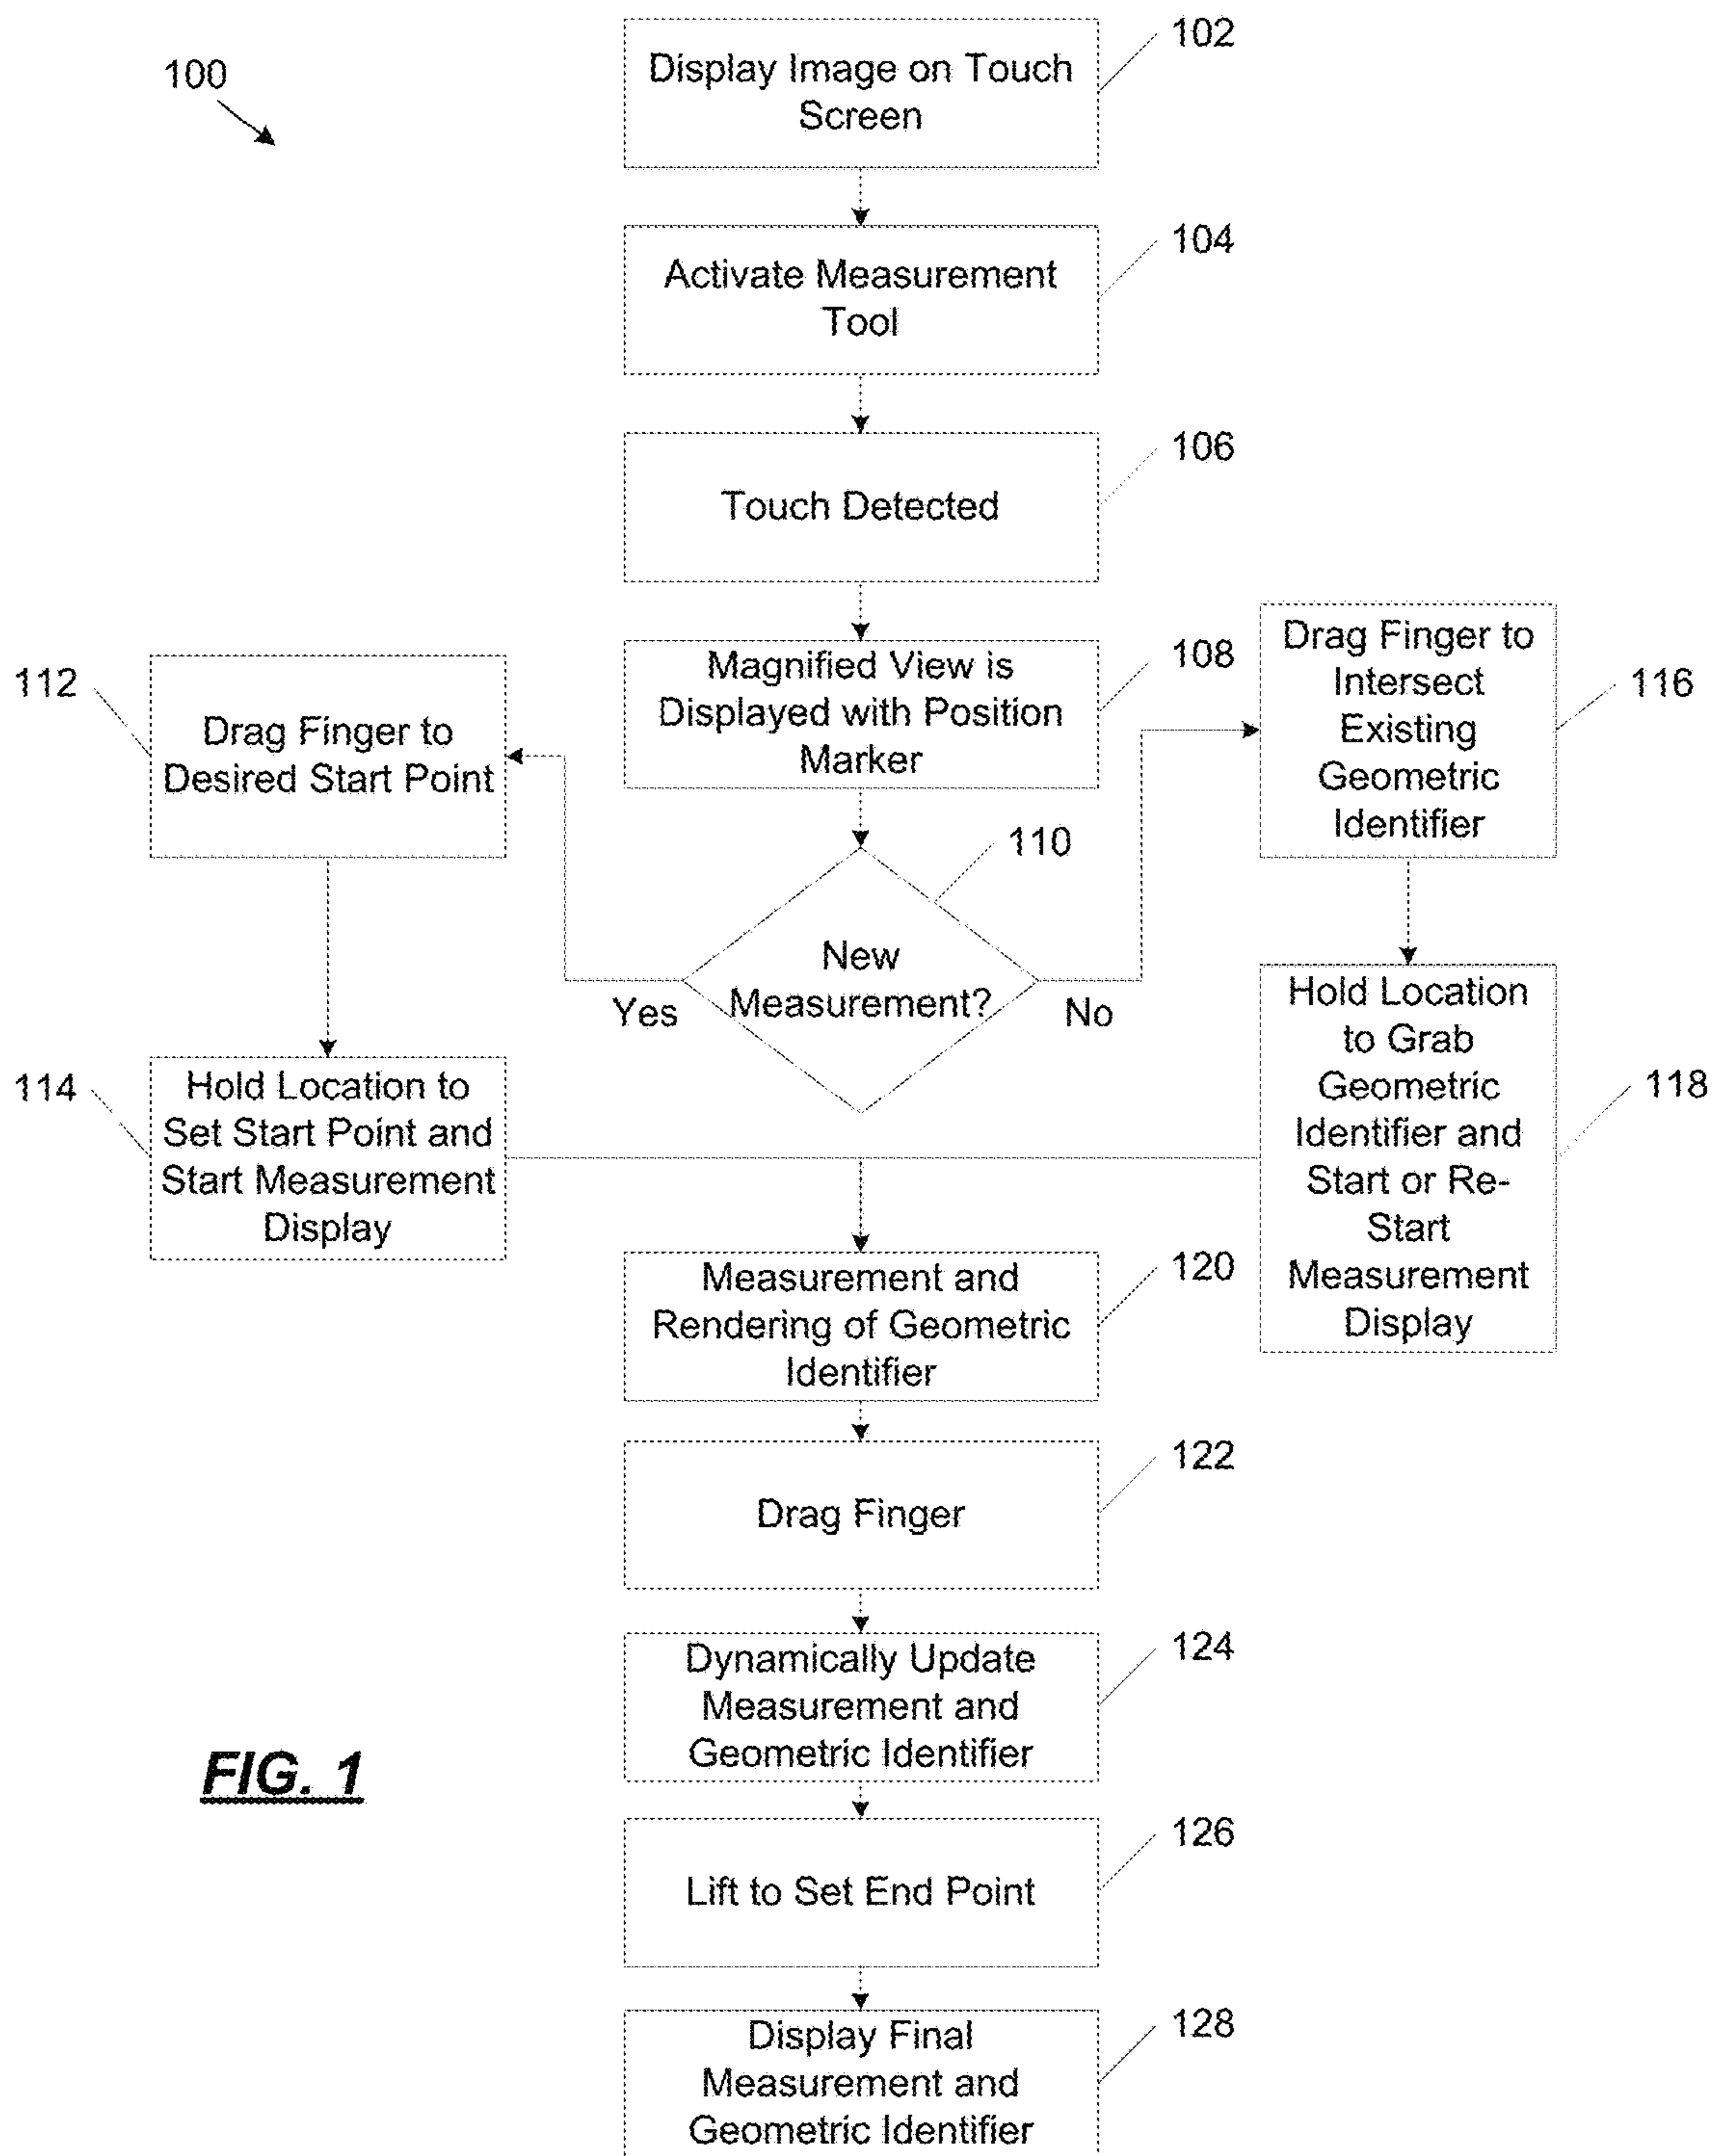 100
Display Image on Touch
Screen
102
Activate Measurement
Tool
104
Touch Detected
106
Magnified View is
Displayed with Position
Marker
108
New
Measurement?
110
Yes
No
Drag Finger to
Desired Start Point
112
Hold Location to
Set Start Point and
Start Measurement
Display
114
Drag Finger to
Intersect
Existing
Geometric
Identifier
116
Hold Location
to Grab
Geometric
Identifier and
Start or Re-
Start
Measurement
Display
118
Measurement and
Rendering of Geometric
Identifier
120
Drag Finger
122
Dynamically Update
Measurement and
Geometric Identifier
124
Lift to Set End Point
126
Display Final
Measurement and
Geometric Identifier
128
FIG. 1